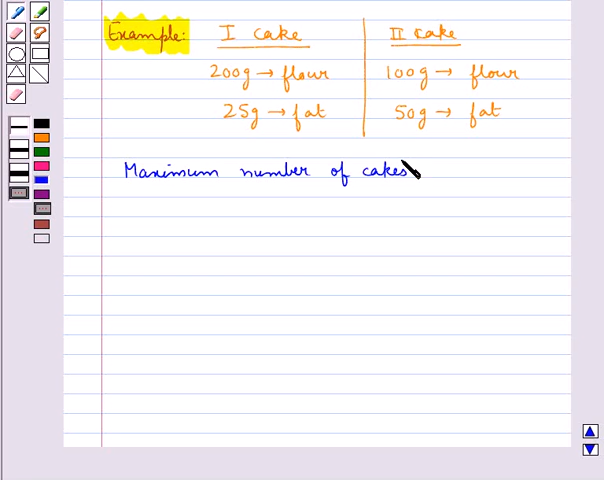 Example: I cake II cake
200g → flour 100g → flour
25g → fat 50g → fat
Maximum number of cakes